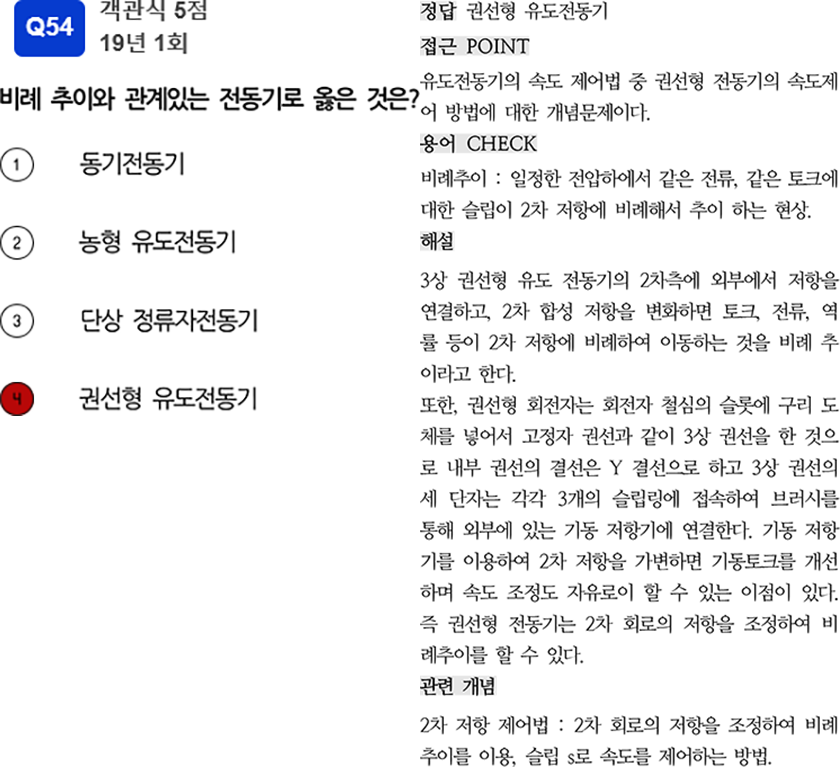 Q54
객관식 5점
19년 1회
비례 추이와 관계있는 전동기로 옳은 것은?
1 동기전동기
2 농형 유도전동기
3 단상 정류자전동기
4 권선형 유도전동기
정답 권선형 유도전동기
접근 POINT
유도전동기의 속도 제어법 중 권선형 전동기의 속도제
어 방법에 대한 개념문제이다.
용어 CHECK
비례추이 : 일정한 전압하에서 같은 전류, 같은 토크에
대한 슬립이 2차 저항에 비례해서 추이 하는 현상.
해설
3상 권선형 유도 전동기의 2차측에 외부에서 저항을
연결하고, 2차 합성 저항을 변화하면 토크, 전류, 역
률 등이 2차 저항에 비례하여 이동하는 것을 비례 추
이라고 한다.
또한, 권선형 회전자는 회전자 철심의 슬롯에 구리 도
체를 넣어서 고정자 권선과 같이 3상 권선을 한 것으
로 내부 권선의 결선은 Y 결선으로 하고 3상 권선의
세 단자는 각각 3개의 슬립링에 접속하여 브러시를
통해 외부에 있는 기동 저항기에 연결한다. 기동 저항
기를 이용하여 2차 저항을 가변하면 기동토크를 개선
하며 속도 조정도 자유로이 할 수 있는 이점이 있다.
즉 권선형 전동기는 2차 회로의 저항을 조정하여 비
례추이를 할 수 있다.
관련 개념
2차 저항 제어법 : 2차 회로의 저항을 조정하여 비례
추이를 이용, 슬립 s로 속도를 제어하는 방법.